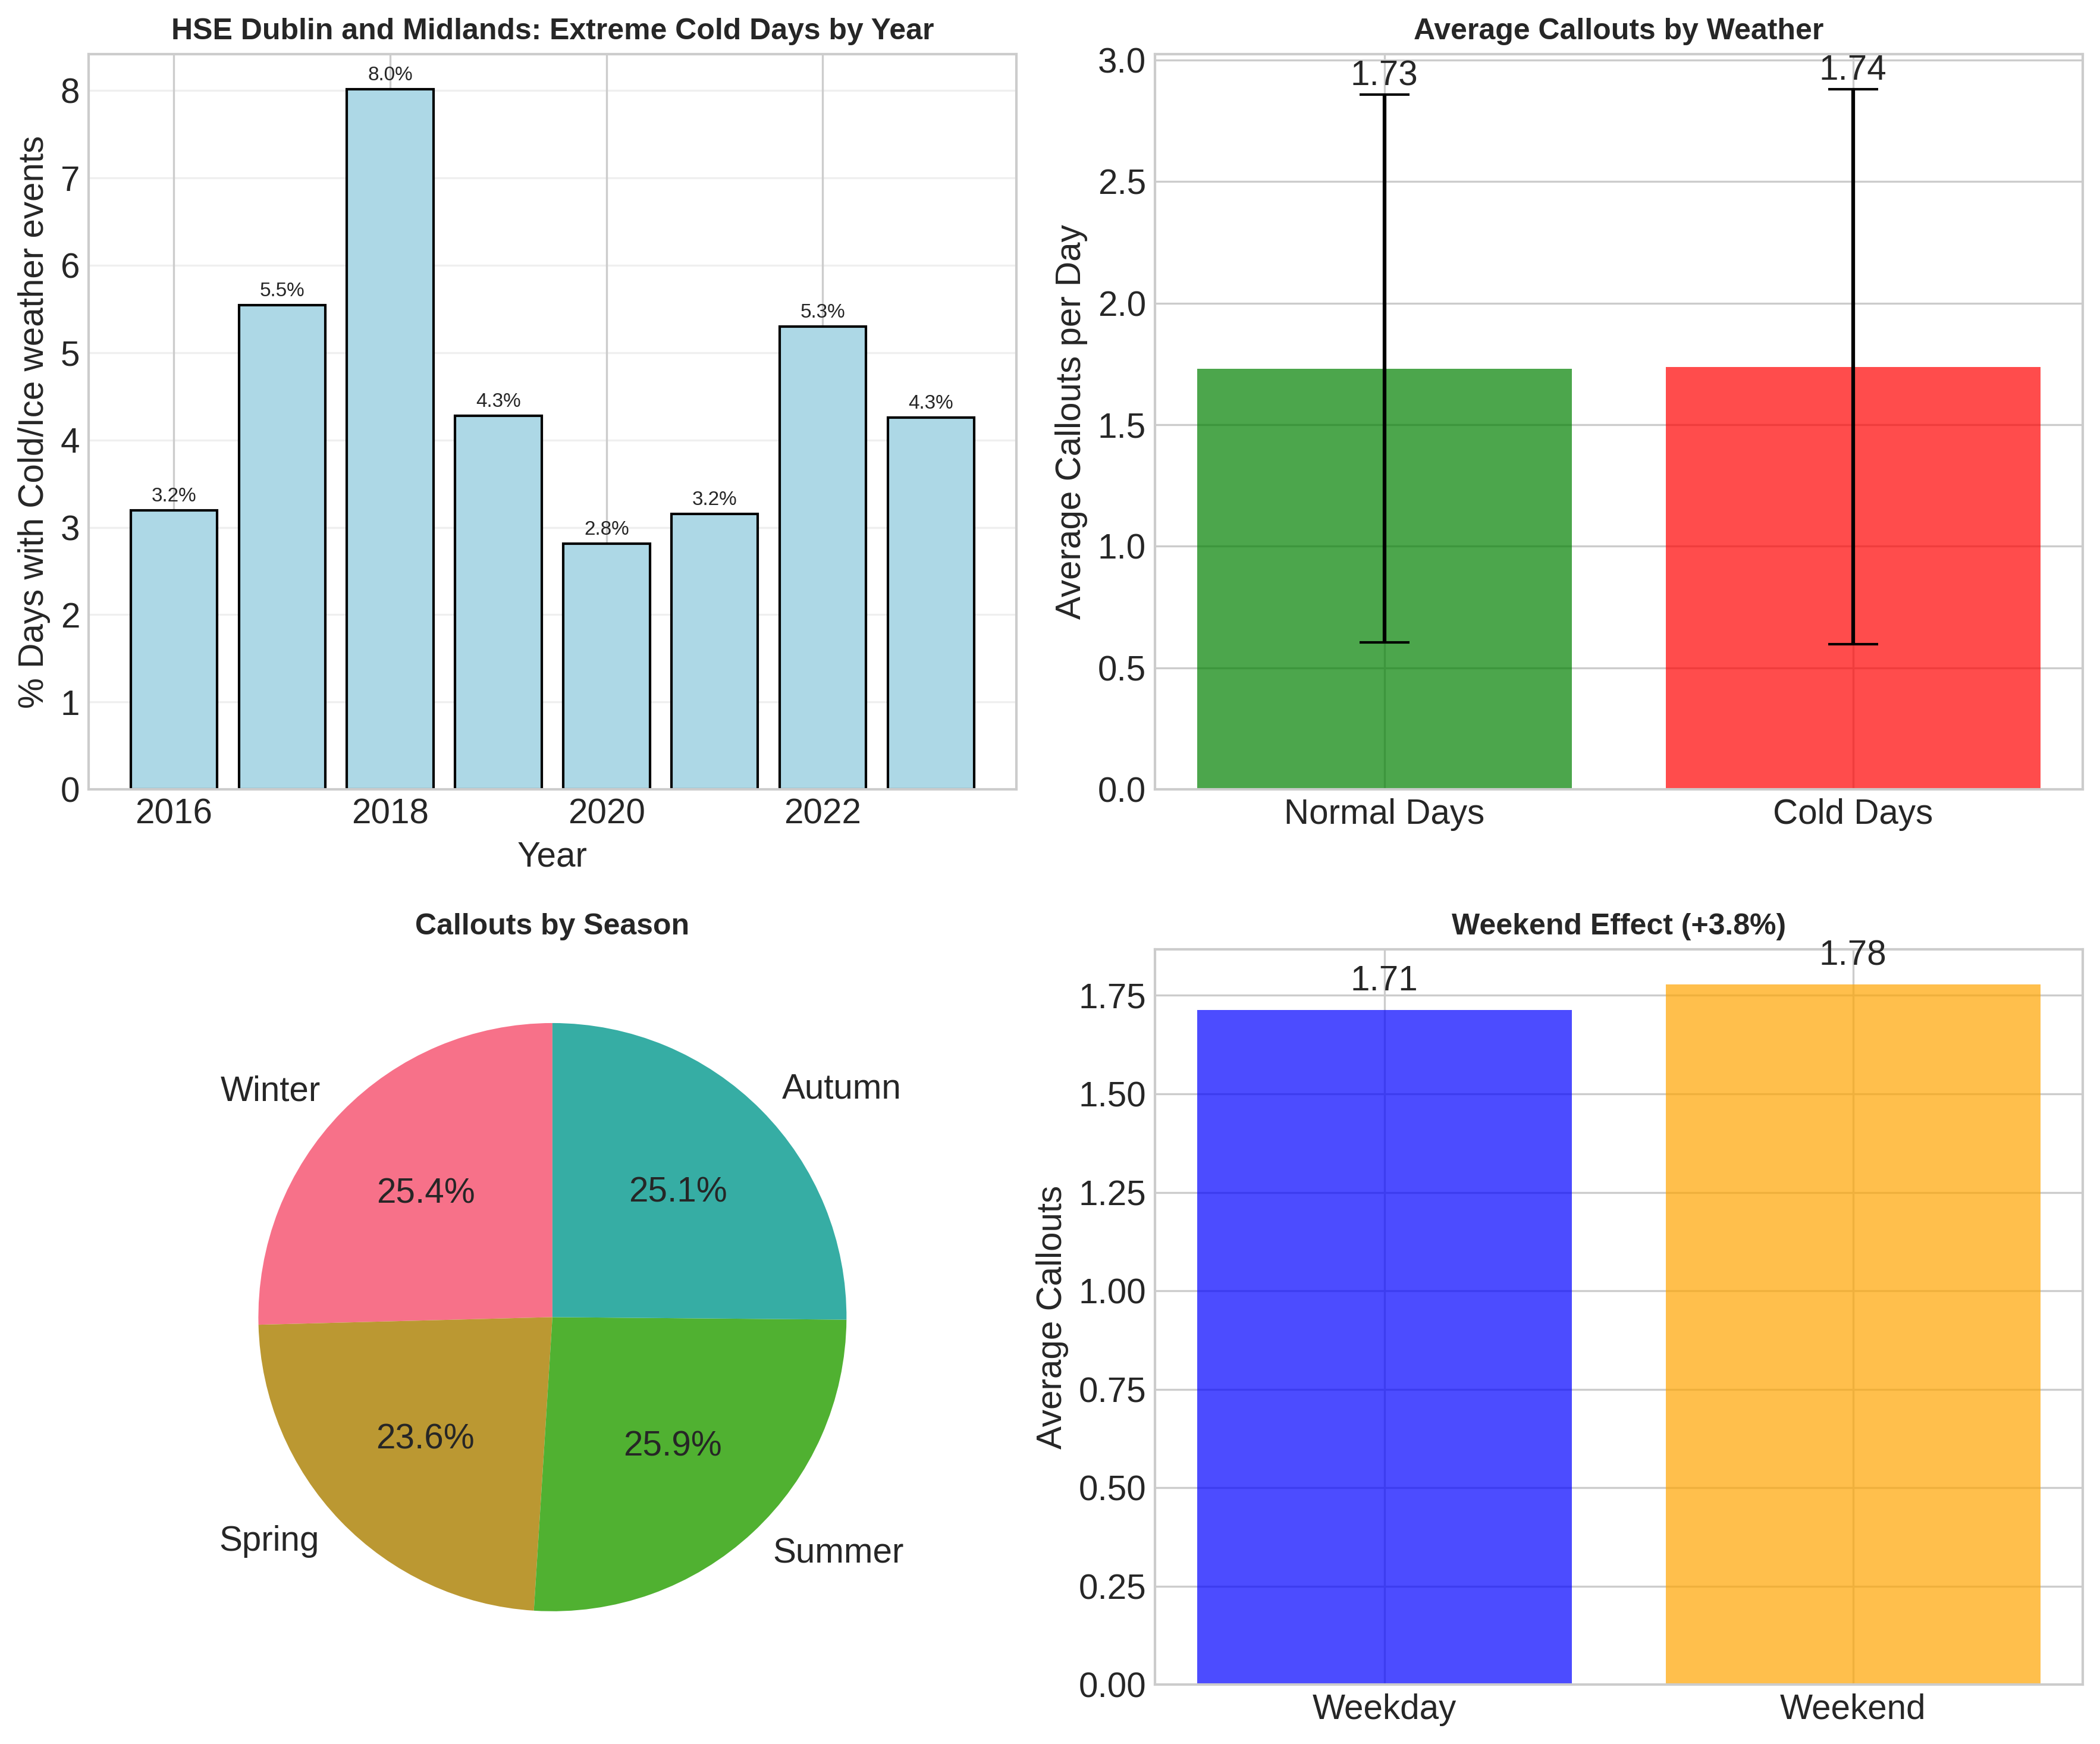 HSE Dublin and Midlands: Extreme Cold Days by Year
% Days with Cold/Ice weather events
8
7
6
5
4
3
2
1
0
3.2%
5.5%
8.0%
4.3%
2.8%
3.2%
5.3%
4.3%
2016
2018
2020
2022
Year
Average Callouts by Weather
Average Callouts per Day
3.0
2.5
2.0
1.5
1.0
0.5
0.0
1.73
1.74
Normal Days
Cold Days
Callouts by Season
Winter
Autumn
25.4%
25.1%
23.6%
25.9%
Spring
Summer
Weekend Effect (+3.8%)
Average Callouts
1.75
1.50
1.25
1.00
0.75
0.50
0.25
0.00
1.71
1.78
Weekday
Weekend